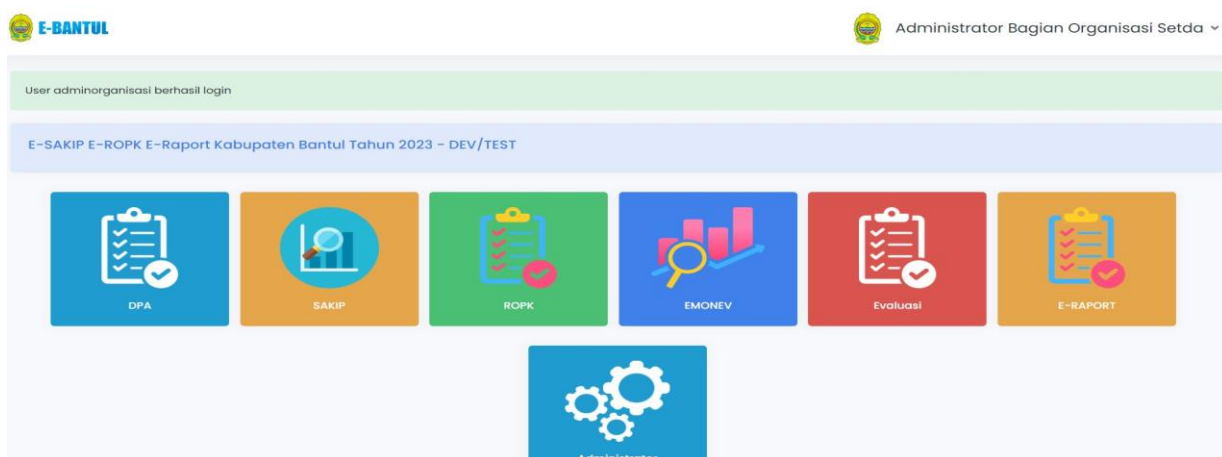 E-BANTUL
Administrator Bagian Organisasi Setda
User adminorganisasi berhasil login
E-SAKIP E-ROPK E-Raport Kabupaten Bantul Tahun 2023 - DEV/TEST
DPA
SAKIP
ROPK
EMONEV
Evaluasi
E-RAPORT
Administrator